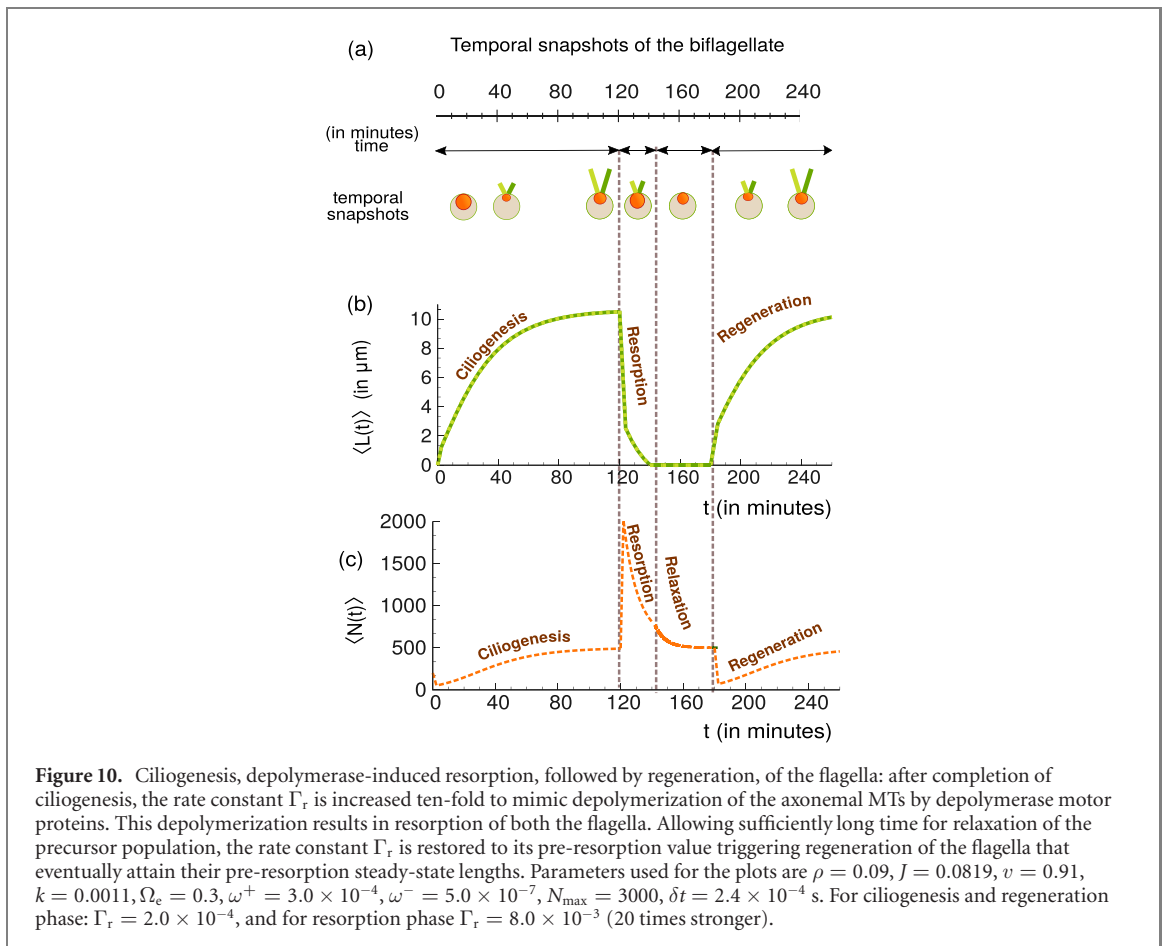 (a) Temporal snapshots of the biflagellate
0 40 80 120 160 200 240
(in minutes)
time
temporal
snapshots
(b)
⟨L(t)⟩ (in μm)
10
8
6
4
2
0
Ciliogenesis
Resorption
Regeneration
0 40 80 120 160 200 240
t (in minutes)
(c)
⟨N(t)⟩
2000
1500
1000
500
0
Ciliogenesis
Resorption
Relaxation
Regeneration
0 40 80 120 160 200 240
t (in minutes)
Figure 10. Ciliogenesis, depolymerase-induced resorption, followed by regeneration, of the flagella: after completion of
ciliogenesis, the rate constant Γr is increased ten-fold to mimic depolymerization of the axonemal MTs by depolymerase motor
proteins. This depolymerization results in resorption of both the flagella. Allowing sufficiently long time for relaxation of the
precursor population, the rate constant Γr is restored to its pre-resorption value triggering regeneration of the flagella that
eventually attain their pre-resorption steady-state lengths. Parameters used for the plots are ρ = 0.09, J = 0.0819, v = 0.91,
k = 0.0011, Ωe = 0.3, ω⁺ = 3.0 × 10⁻⁴, ω⁻ = 5.0 × 10⁻⁷, Nmax = 3000, δt = 2.4 × 10⁻⁴ s. For ciliogenesis and regeneration
phase: Γr = 2.0 × 10⁻⁴, and for resorption phase Γr = 8.0 × 10⁻³ (20 times stronger).